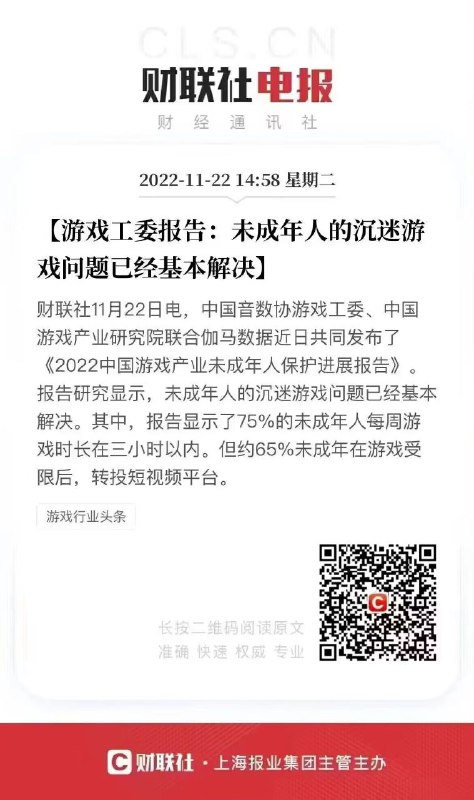 CLS.CN
财联社电报
财经通讯社
2022-11-22 14:58 星期二
【游戏工委报告：未成年人的沉迷游
戏问题已经基本解决】
财联社11月22日电，中国音数协游戏工委、中国
游戏产业研究院联合伽马数据近日共同发布了
《2022中国游戏产业未成年人保护进展报告》。
报告研究显示，未成年人的沉迷游戏问题已经基本
解决。其中，报告显示了75%的未成年人每周游
戏时长在三小时以内。但约65%未成年在游戏受
限后，转投短视频平台。
游戏行业头条
长按二维码阅读原文
准确 快速 权威 专业
C
C 财联社·上海报业集团主管主办